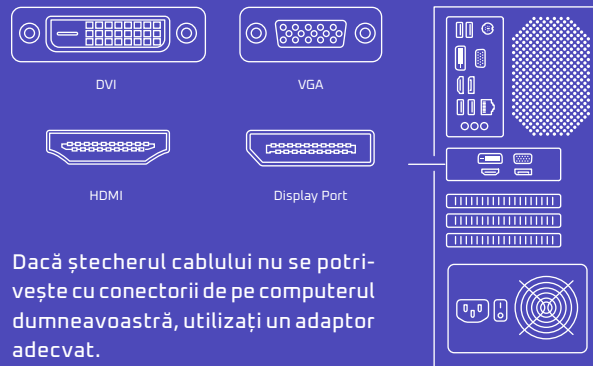 DVI
VGA
HDMI
Display Port
Dacă ștecherul cablului nu se potri-
vește cu conectorii de pe computerul
dumneavoastră, utilizați un adaptor
adecvat.